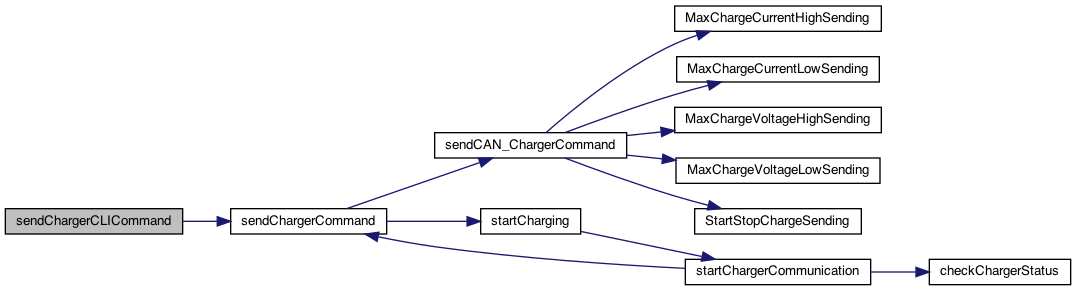 MaxChargeCurrentHighSending
MaxChargeCurrentLowSending
MaxChargeVoltageHighSending
sendCAN_ChargerCommand
MaxChargeVoltageLowSending
sendChargerCLICommand
sendChargerCommand
startCharging
StartStopChargeSending
startChargerCommunication
checkChargerStatus